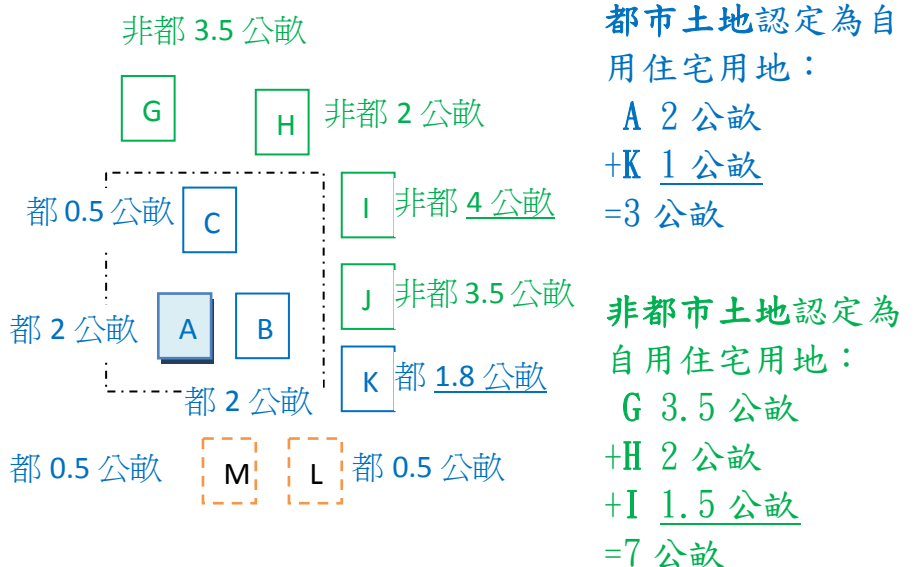 非都 3.5 公畝
G
H
非都 2 公畝
都 0.5 公畝
C
I
非都 4 公畝
J
非都 3.5 公畝
都 2 公畝
A
B
都 2 公畝
K
都 1.8 公畝
都 0.5 公畝
M
L
都 0.5 公畝
都市土地認定為自
用住宅用地：
A 2 公畝
+K 1 公畝
=3 公畝
非都市土地認定為
自用住宅用地：
G 3.5 公畝
+H 2 公畝
+I 1.5 公畝
=7 公畝